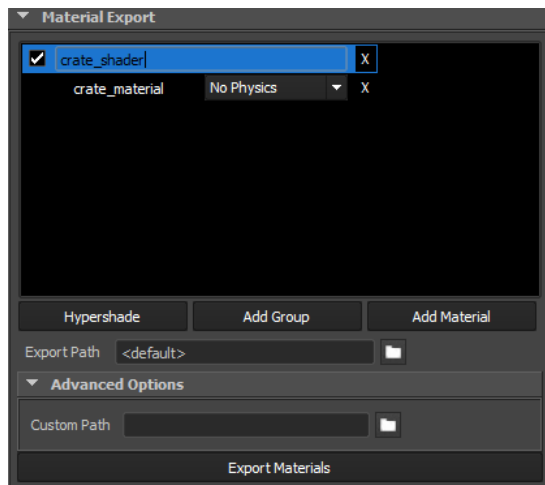 Material Export
crate_shader X
crate_material No Physics X
Hypershade Add Group Add Material
Export Path <default>
Advanced Options
Custom Path
Export Materials